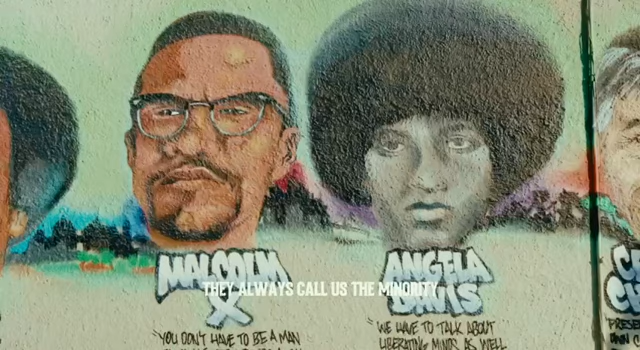 MALCOLM
X
"YOU DON'T HAVE TO BE A MAN
ANGELA
DAVIS
"WE HAVE TO TALK ABOUT
LIBERATING MINDS AS WELL
THEY ALWAYS CALL US THE MINORITY